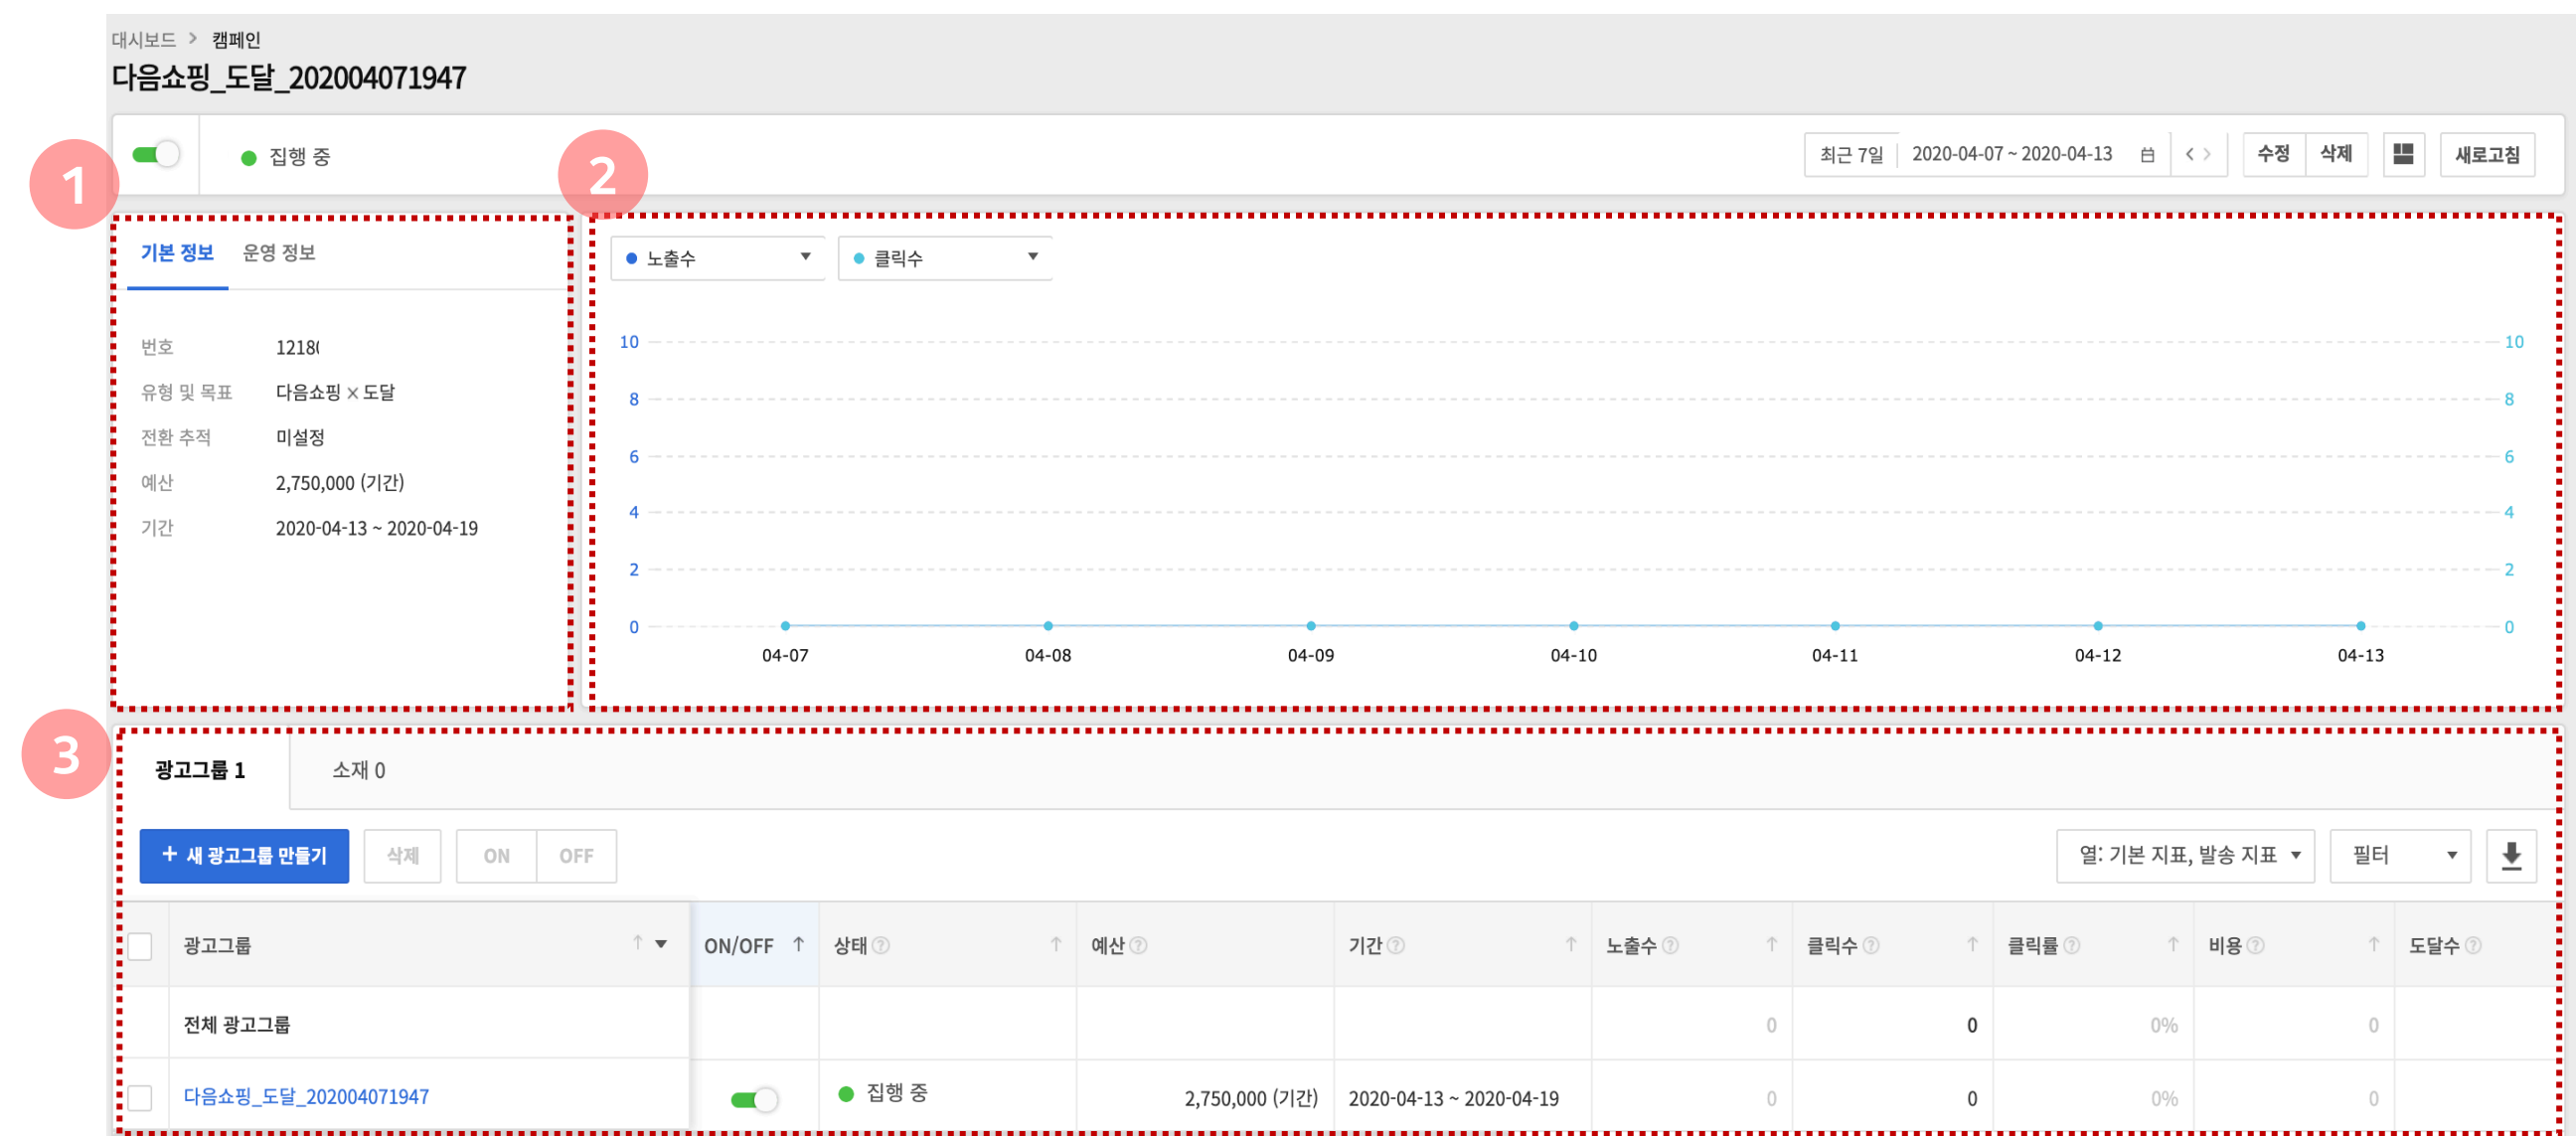 대시보드 > 캠페인
다음쇼핑_도달_202004071947
1
집행 중
2
최근 7일 2020-04-07 ~ 2020-04-13 < > 수정 삭제 새로고침
기본 정보 운영 정보
번호
유형 및 목표 다음쇼핑 × 도달
전환 추적 미설정
예산 2,750,000 (기간)
기간 2020-04-13 ~ 2020-04-19
노출수 클릭수
10 10
8 8
6 6
4 4
2 2
0 0
04-07 04-08 04-09 04-10 04-11 04-12 04-13
3
광고그룹 1 소재 0
+ 새 광고그룹 만들기 삭제 ON OFF 열: 기본 지표, 발송 지표 필터
광고그룹 ↑ ON/OFF ↑ 상태 ? ↑ 예산 ? 기간 ? ↑ 노출수 ? ↑ 클릭수 ? ↑ 클릭률 ? ↑ 비용 ? ↑ 도달수 ?
전체 광고그룹 0 0 0% 0
다음쇼핑_도달_202004071947 집행 중 2,750,000 (기간) 2020-04-13 ~ 2020-04-19 0 0 0% 0